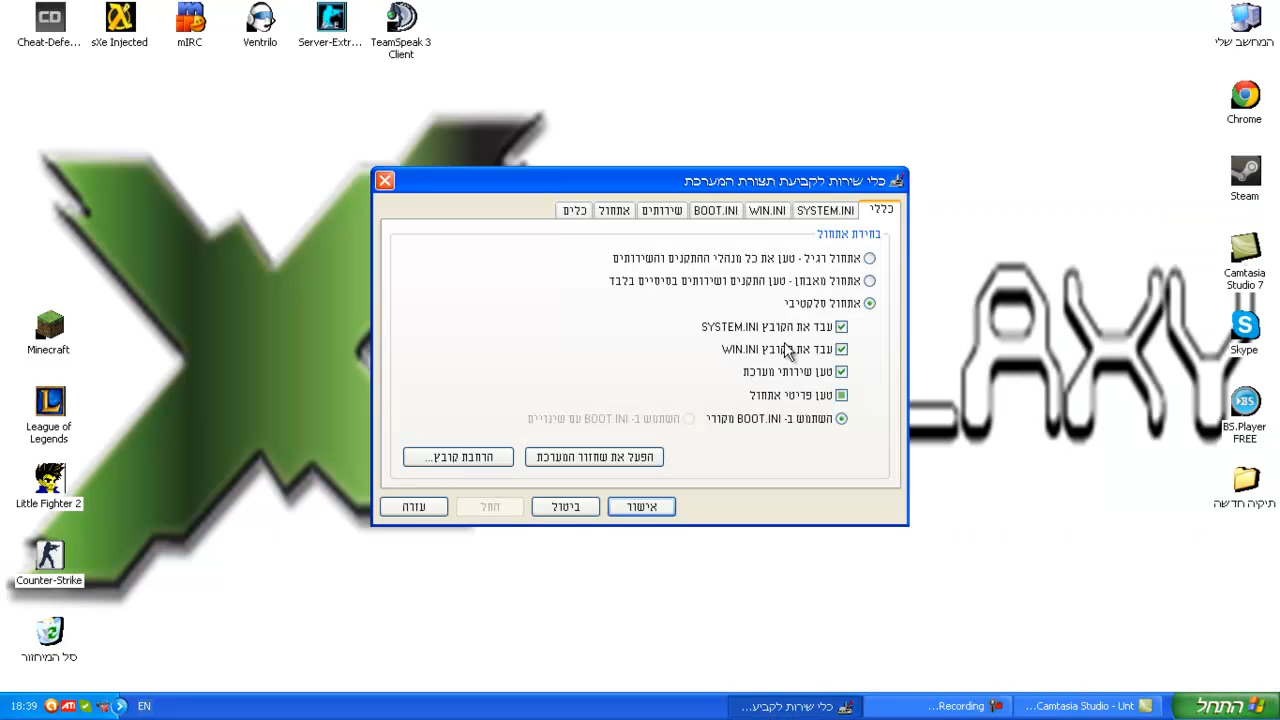 Cheat-Defe...
sXe Injected
mIRC
Ventrilo
Server-Extr...
TeamSpeak 3
Client
המחשב שלי
Chrome
Steam
Camtasia
Studio 7
Skype
BS.Player
FREE
תיקיה חדשה
Minecraft
League of
Legends
Little Fighter 2
Counter-Strike
סל המיחזור
AXY
כלי שירות לקביעת תצורת המערכת
כללי
SYSTEM.INI
WIN.INI
BOOT.INI
שירותים
אתחול
כלים
בחירת אתחול
אתחול רגיל - טען את כל מנהלי ההתקנים והשירותים
אתחול מאבחן - טען התקנים ושירותים בסיסיים בלבד
אתחול סלקטיבי
עבד את הקובץ SYSTEM.INI
עבד את הקובץ WIN.INI
טען שירותי מערכת
טען פריטי אתחול
השתמש ב- BOOT.INI מקורי
השתמש ב- BOOT.INI עם שינויים
הפעל את שחזור המערכת
הרחבת קובץ...
אישור
ביטול
החל
עזרה
התחל
Camtasia Studio - Unt...
Recording...
כלי שירות לקביע...
EN
18:39